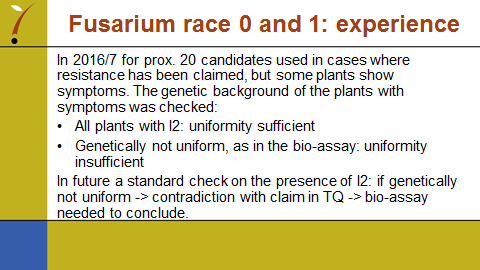 Fusarium race 0 and 1: experience
In 2016/7 for prox. 20 candidates used in cases where
resistance has been claimed, but some plants show
symptoms. The genetic background of the plants with
symptoms was checked:
• All plants with I2: uniformity sufficient
• Genetically not uniform, as in the bio-assay: uniformity
insufficient
In future a standard check on the presence of I2: if genetically
not uniform -> contradiction with claim in TQ -> bio-assay
needed to conclude.